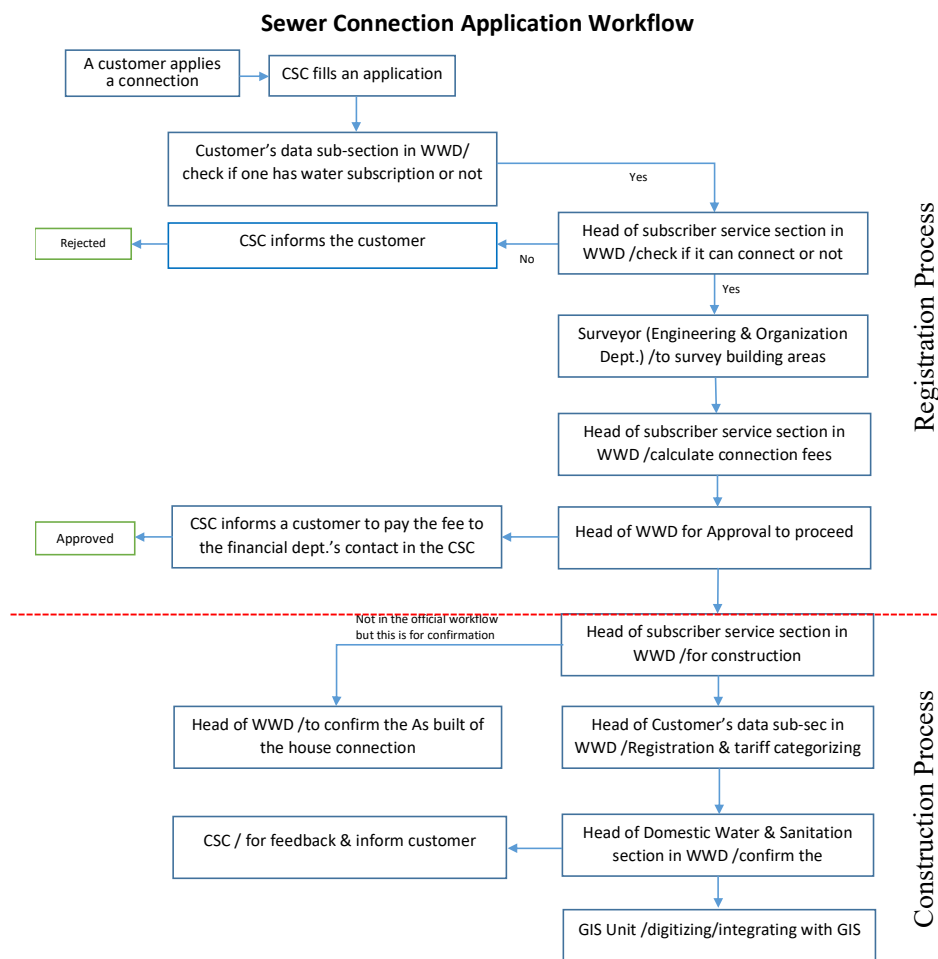 Sewer Connection Application Workflow
A customer applies
a connection
CSC fills an application
Customer's data sub-section in WWD/
check if one has water subscription or not
Yes
Head of subscriber service section in
WWD /check if it can connect or not
No
CSC informs the customer
Rejected
Yes
Surveyor (Engineering & Organization
Dept.) /to survey building areas
Head of subscriber service section in
WWD /calculate connection fees
Head of WWD for Approval to proceed
CSC informs a customer to pay the fee to
the financial dept.'s contact in the CSC
Approved
Registration Process
Not in the official workflow
but this is for confirmation
Head of subscriber service section in
WWD /for construction
Head of WWD /to confirm the As built of
the house connection
Head of Customer's data sub-sec in
WWD /Registration & tariff categorizing
Head of Domestic Water & Sanitation
section in WWD /confirm the
CSC / for feedback & inform customer
GIS Unit /digitizing/integrating with GIS
Construction Process